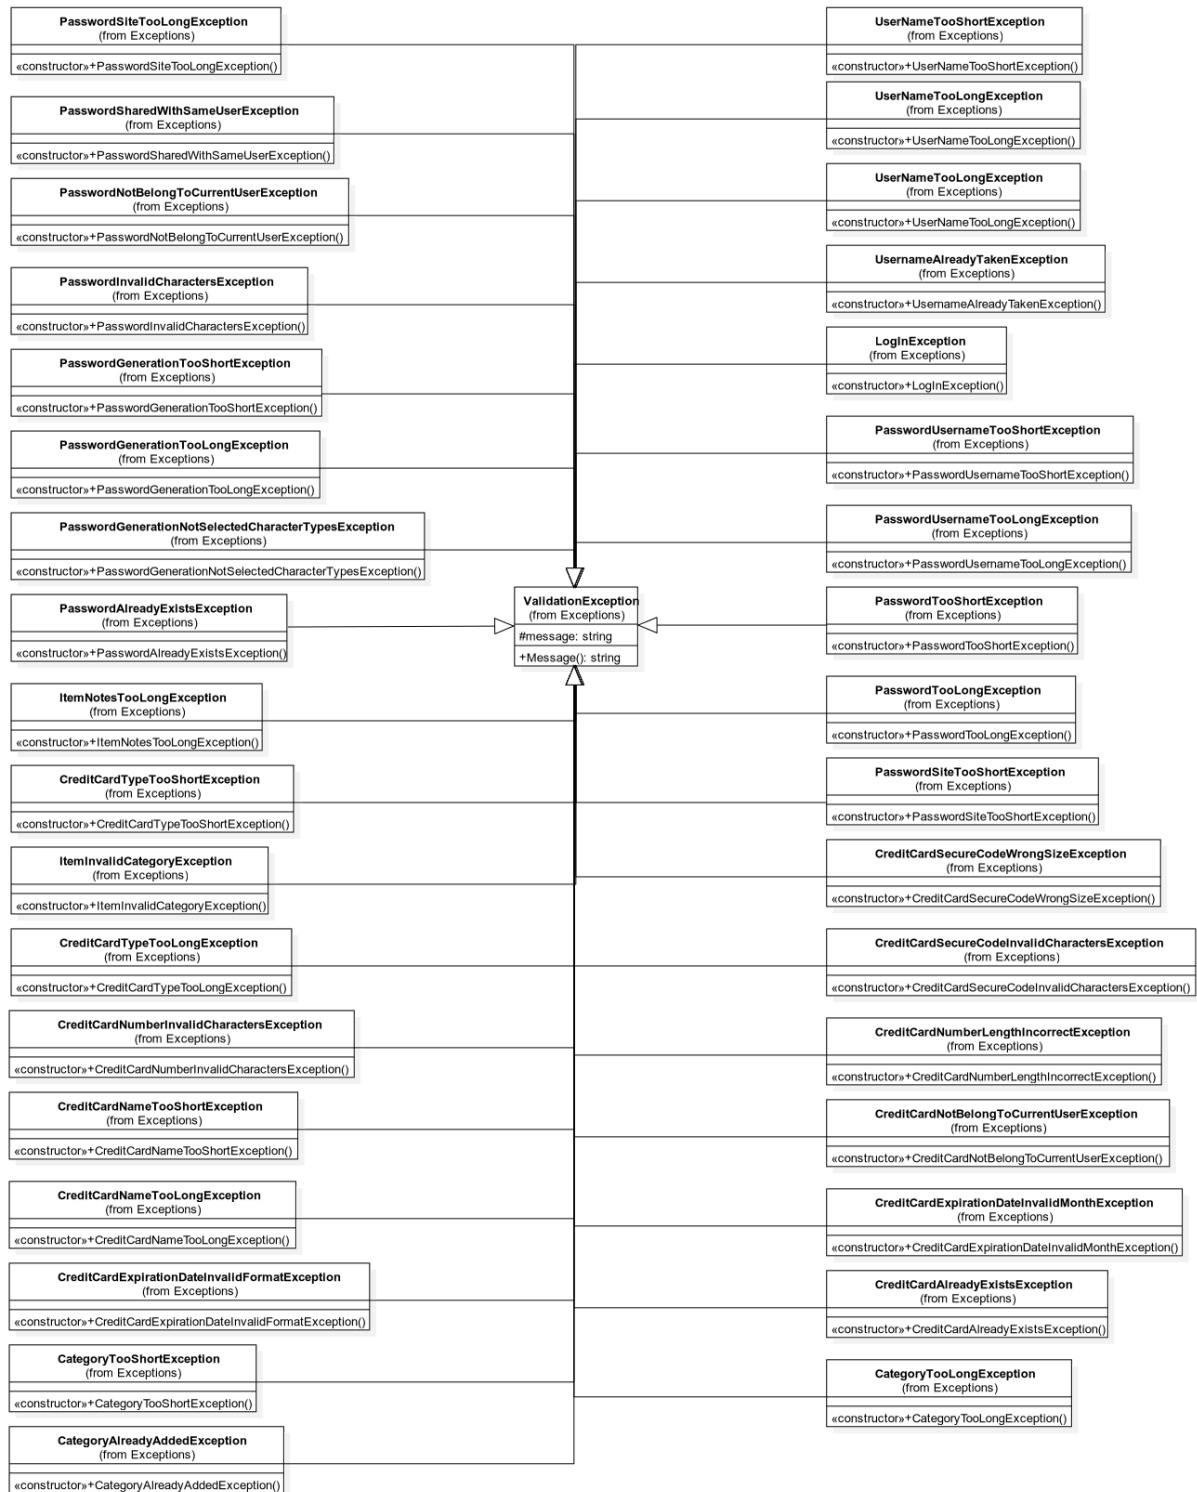 PasswordSiteTooLongException
(from Exceptions)
«constructor»+PasswordSiteTooLongException()
PasswordSharedWithSameUserException
(from Exceptions)
«constructor»+PasswordSharedWithSameUserException()
PasswordNotBelongToCurrentUserException
(from Exceptions)
«constructor»+PasswordNotBelongToCurrentUserException()
PasswordInvalidCharactersException
(from Exceptions)
«constructor»+PasswordInvalidCharactersException()
PasswordGenerationTooShortException
(from Exceptions)
«constructor»+PasswordGenerationTooShortException()
PasswordGenerationTooLongException
(from Exceptions)
«constructor»+PasswordGenerationTooLongException()
PasswordGenerationNotSelectedCharacterTypesException
(from Exceptions)
«constructor»+PasswordGenerationNotSelectedCharacterTypesException()
PasswordAlreadyExistsException
(from Exceptions)
«constructor»+PasswordAlreadyExistsException()
ItemNotesTooLongException
(from Exceptions)
«constructor»+ItemNotesTooLongException()
CreditCardTypeTooShortException
(from Exceptions)
«constructor»+CreditCardTypeTooShortException()
ItemInvalidCategoryException
(from Exceptions)
«constructor»+ItemInvalidCategoryException()
CreditCardTypeTooLongException
(from Exceptions)
«constructor»+CreditCardTypeTooLongException()
CreditCardNumberInvalidCharactersException
(from Exceptions)
«constructor»+CreditCardNumberInvalidCharactersException()
CreditCardNameTooShortException
(from Exceptions)
«constructor»+CreditCardNameTooShortException()
CreditCardNameTooLongException
(from Exceptions)
«constructor»+CreditCardNameTooLongException()
CreditCardExpirationDateInvalidFormatException
(from Exceptions)
«constructor»+CreditCardExpirationDateInvalidFormatException()
CategoryTooShortException
(from Exceptions)
«constructor»+CategoryTooShortException()
CategoryAlreadyAddedException
(from Exceptions)
«constructor»+CategoryAlreadyAddedException()
ValidationException
(from Exceptions)
#message: string
+Message(): string
UserNameTooShortException
(from Exceptions)
«constructor»+UserNameTooShortException()
UserNameTooLongException
(from Exceptions)
«constructor»+UserNameTooLongException()
UserNameTooLongException
(from Exceptions)
«constructor»+UserNameTooLongException()
UsernameAlreadyTakenException
(from Exceptions)
«constructor»+UsernameAlreadyTakenException()
LogInException
(from Exceptions)
«constructor»+LogInException()
PasswordUsernameTooShortException
(from Exceptions)
«constructor»+PasswordUsernameTooShortException()
PasswordUsernameTooLongException
(from Exceptions)
«constructor»+PasswordUsernameTooLongException()
PasswordTooShortException
(from Exceptions)
«constructor»+PasswordTooShortException()
PasswordTooLongException
(from Exceptions)
«constructor»+PasswordTooLongException()
PasswordSiteTooShortException
(from Exceptions)
«constructor»+PasswordSiteTooShortException()
CreditCardSecureCodeWrongSizeException
(from Exceptions)
«constructor»+CreditCardSecureCodeWrongSizeException()
CreditCardSecureCodeInvalidCharactersException
(from Exceptions)
«constructor»+CreditCardSecureCodeInvalidCharactersException()
CreditCardNumberLengthIncorrectException
(from Exceptions)
«constructor»+CreditCardNumberLengthIncorrectException()
CreditCardNotBelongToCurrentUserException
(from Exceptions)
«constructor»+CreditCardNotBelongToCurrentUserException()
CreditCardExpirationDateInvalidMonthException
(from Exceptions)
«constructor»+CreditCardExpirationDateInvalidMonthException()
CreditCardAlreadyExistsException
(from Exceptions)
«constructor»+CreditCardAlreadyExistsException()
CategoryTooLongException
(from Exceptions)
«constructor»+CategoryTooLongException()